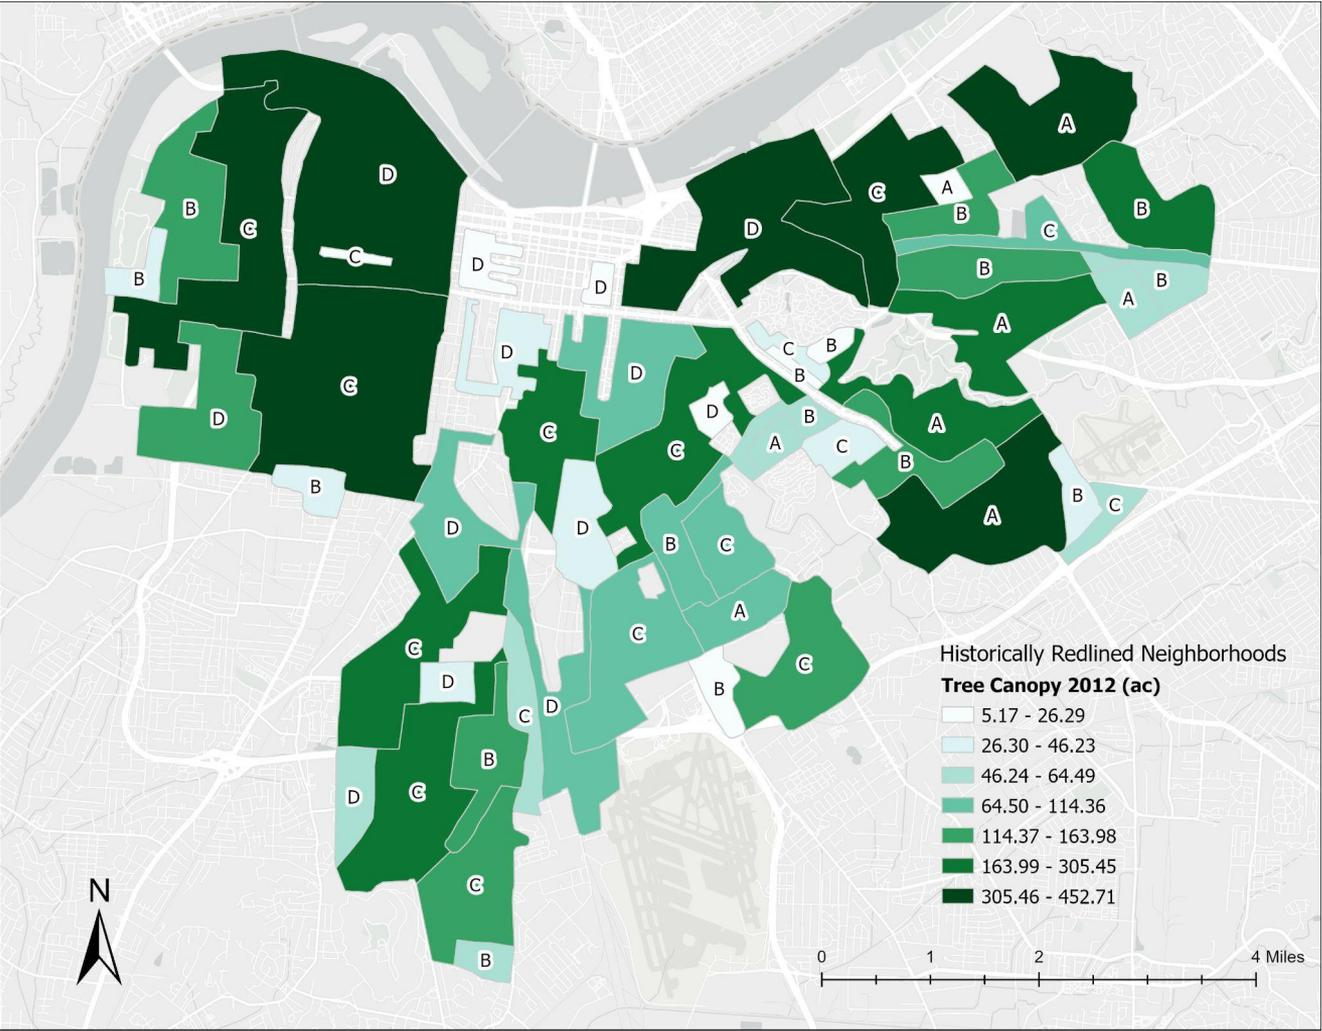 A
D
C
A
B
B
B
C
D
C
C
B
D
B
B
D
A
B
D
A
C
B
D
C
D
B
A
D
C
C
A
C
A
C
B
B
B
C
A
D
D
B
C
B
A
C
C
C
D
B
D
C
B
D
C
C
B
Historically Redlined Neighborhoods
Tree Canopy 2012 (ac)
5.17 - 26.29
26.30 - 46.23
46.24 - 64.49
64.50 - 114.36
114.37 - 163.98
163.99 - 305.45
305.46 - 452.71
N
0 1 2 4 Miles